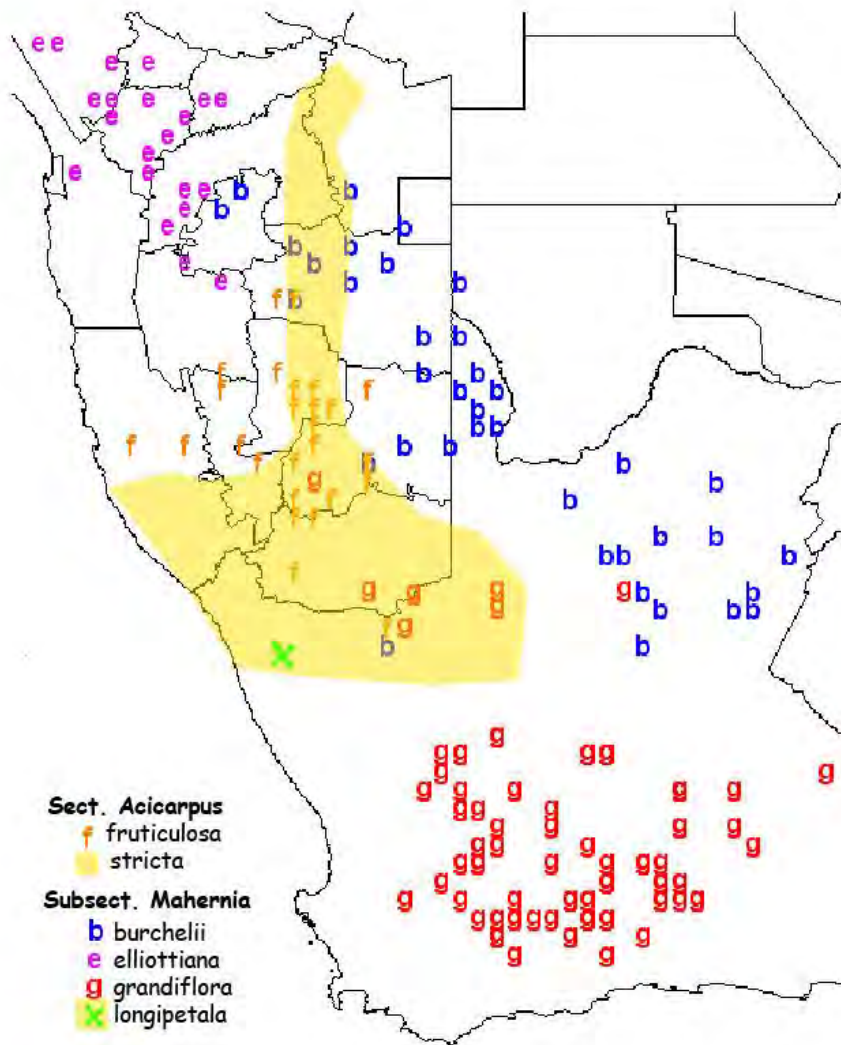 e e
e e
e e e e e
e e
e
e
e e
e e b b
e b
e b
b b
e b b
e b b
f f b
b b
f f b b
f f f f b b
f f f b
f b b
f f f f b b
f f b f b
g f b
f f b
f f
b b
b b b
f
g g g g b b
g b b b
f g
b b
x
g
g g g g
g g
g g g g g
g g g
g g g g
g g g g
g g g g g g
g g g g
g g g g g g g g
g g g g g g g
g g g
g g
Sect. Acicarpus
f fruticulosa
stricta
Subsect. Mahernia
b burchelii
e elliottiana
g grandiflora
x longipetala